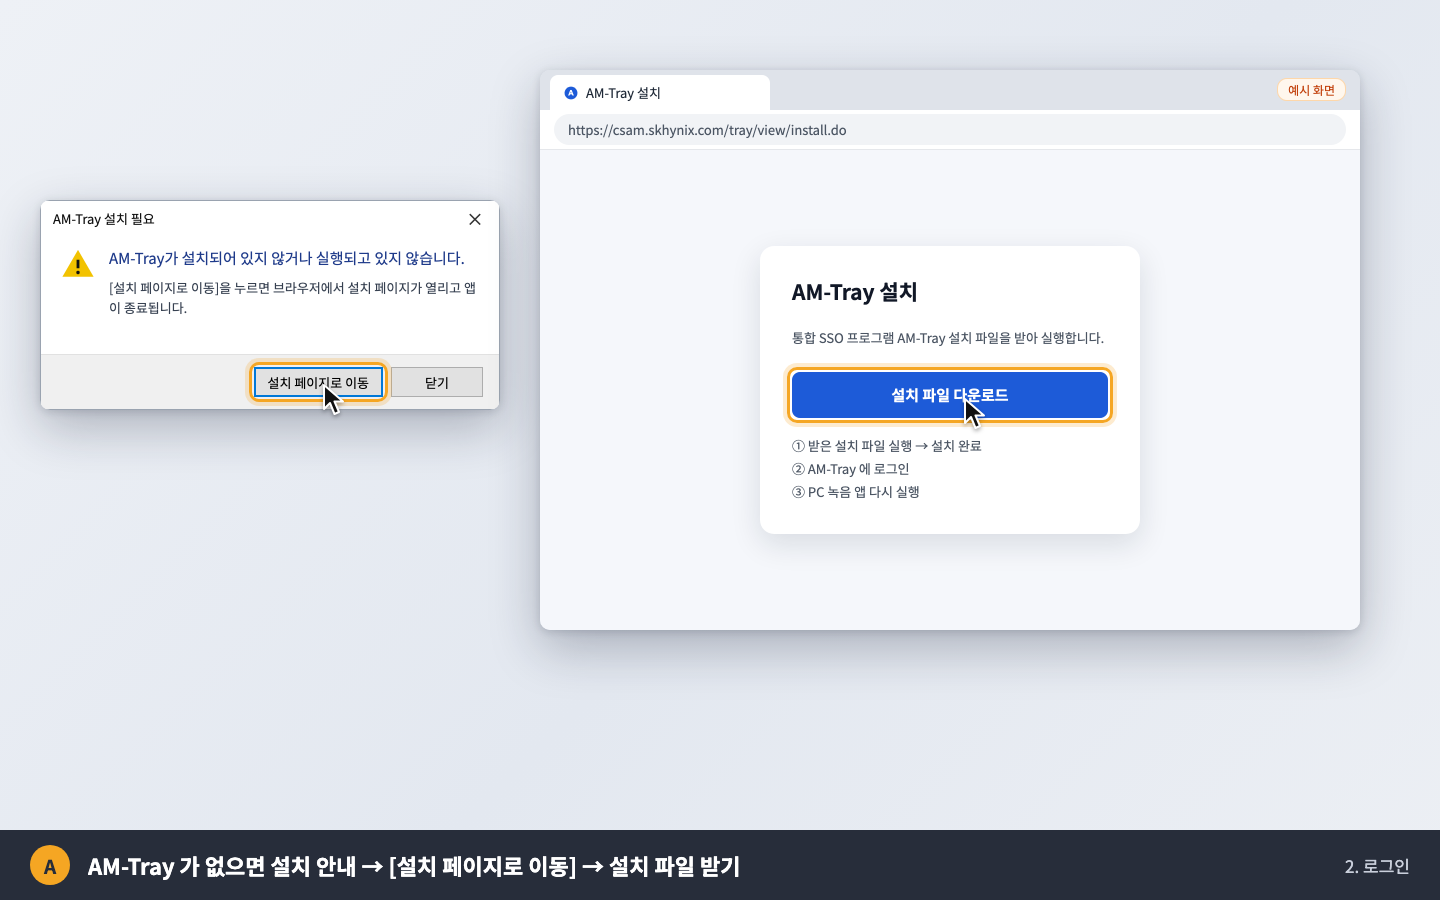 AM-Tray 설치 필요
AM-Tray가 설치되어 있지 않거나 실행되고 있지 않습니다.
[설치 페이지로 이동]을 누르면 브라우저에서 설치 페이지가 열리고 앱
이 종료됩니다.
설치 페이지로 이동
닫기
A
AM-Tray 설치
예시 화면
https://csam.skhynix.com/tray/view/install.do
AM-Tray 설치
통합 SSO 프로그램 AM-Tray 설치 파일을 받아 실행합니다.
설치 파일 다운로드
① 받은 설치 파일 실행 → 설치 완료
② AM-Tray 에 로그인
③ PC 녹음 앱 다시 실행
A
AM-Tray 가 없으면 설치 안내 → [설치 페이지로 이동] → 설치 파일 받기
2. 로그인